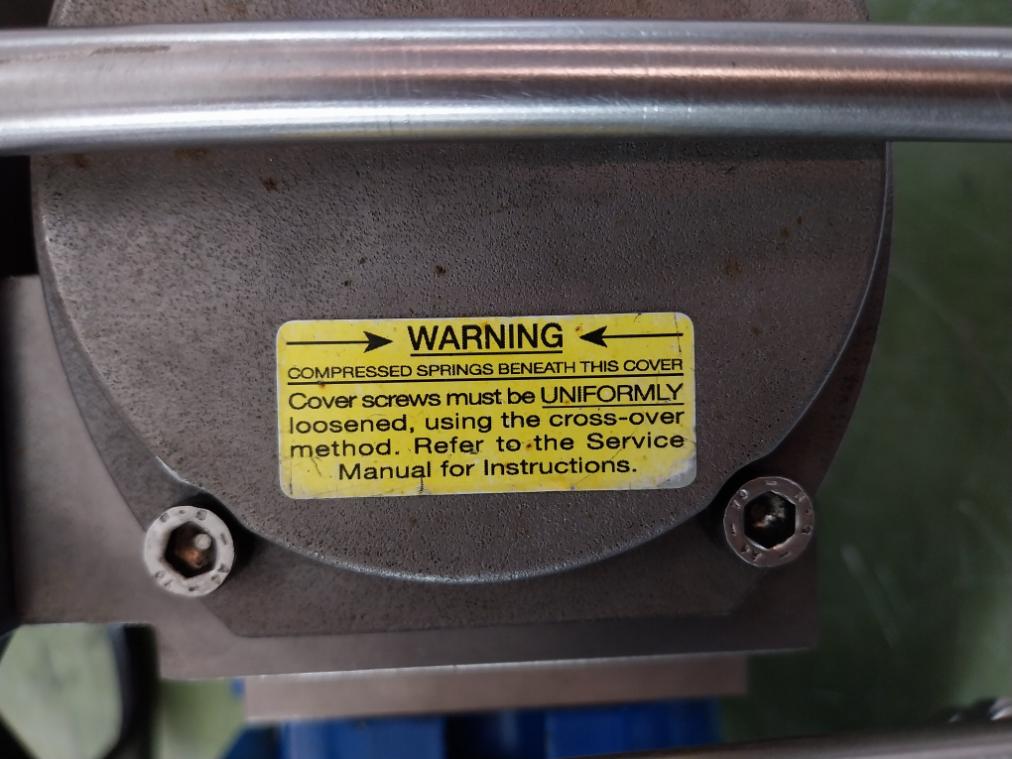 WARNING
COMPRESSED SPRINGS BENEATH THIS COVER
Cover screws must be UNIFORMLY
loosened, using the cross-over
method. Refer to the Service
Manual for Instructions.